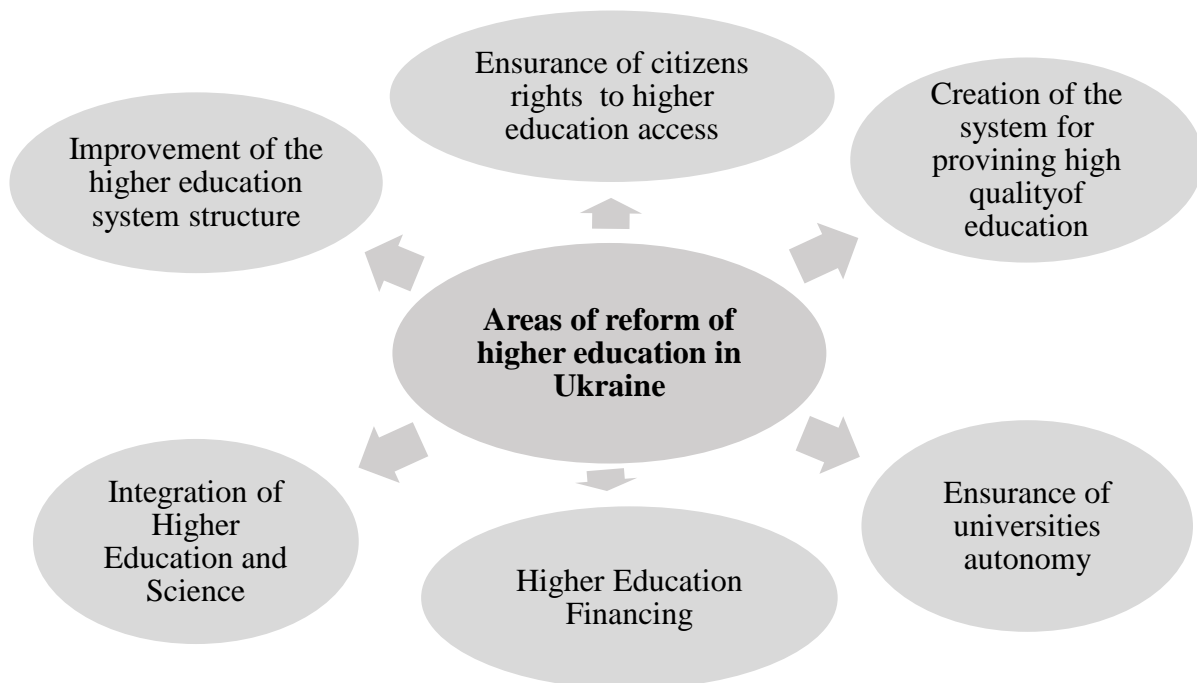 Ensurance of citizens
rights to higher
education access
Creation of the
system for
provining high
qualityof
education
Improvement of the
higher education
system structure
Areas of reform of
higher education in
Ukraine
Integration of
Higher
Education and
Science
Higher Education
Financing
Ensurance of
universities
autonomy